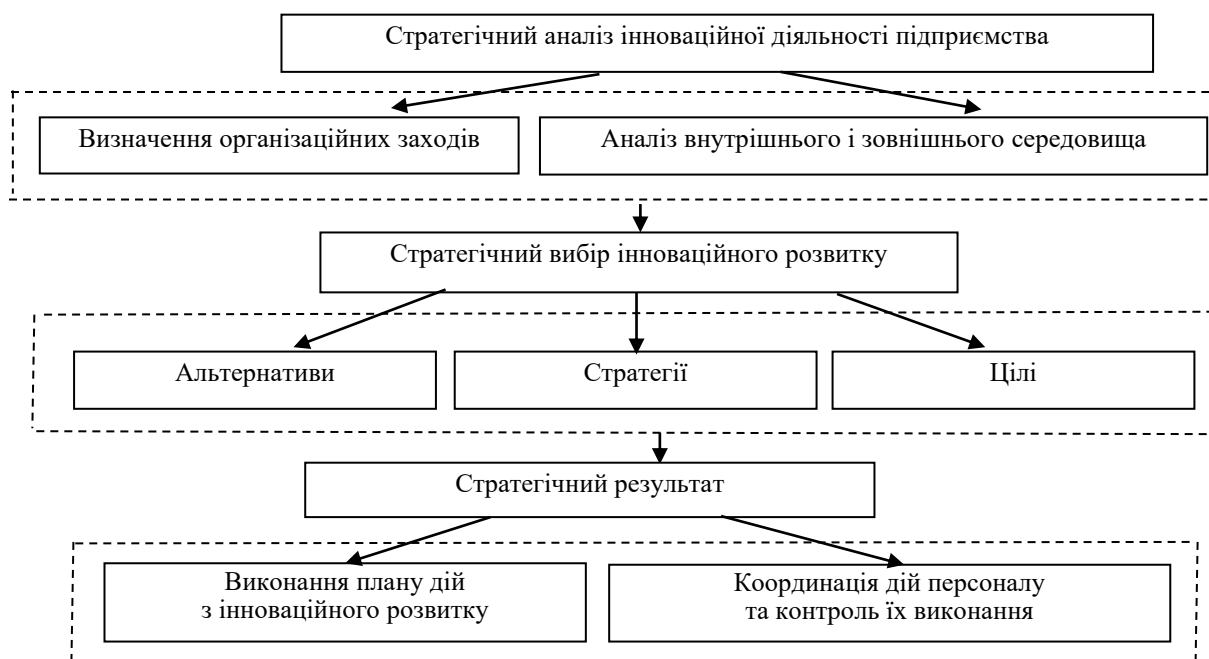 Стратегічний аналіз інноваційної діяльності підприємства
Визначення організаційних заходів
Аналіз внутрішнього і зовнішнього середовища
Стратегічний вибір інноваційного розвитку
Альтернативи
Стратегії
Цілі
Стратегічний результат
Виконання плану дій
з інноваційного розвитку
Координація дій персоналу
та контроль їх виконання